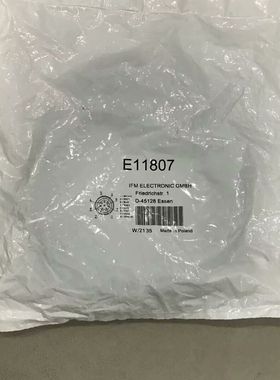 E11807
IFM ELECTRONIC GMBH
Friedrichstr. 1
D-45128 Essen
W/2135 Made in Poland